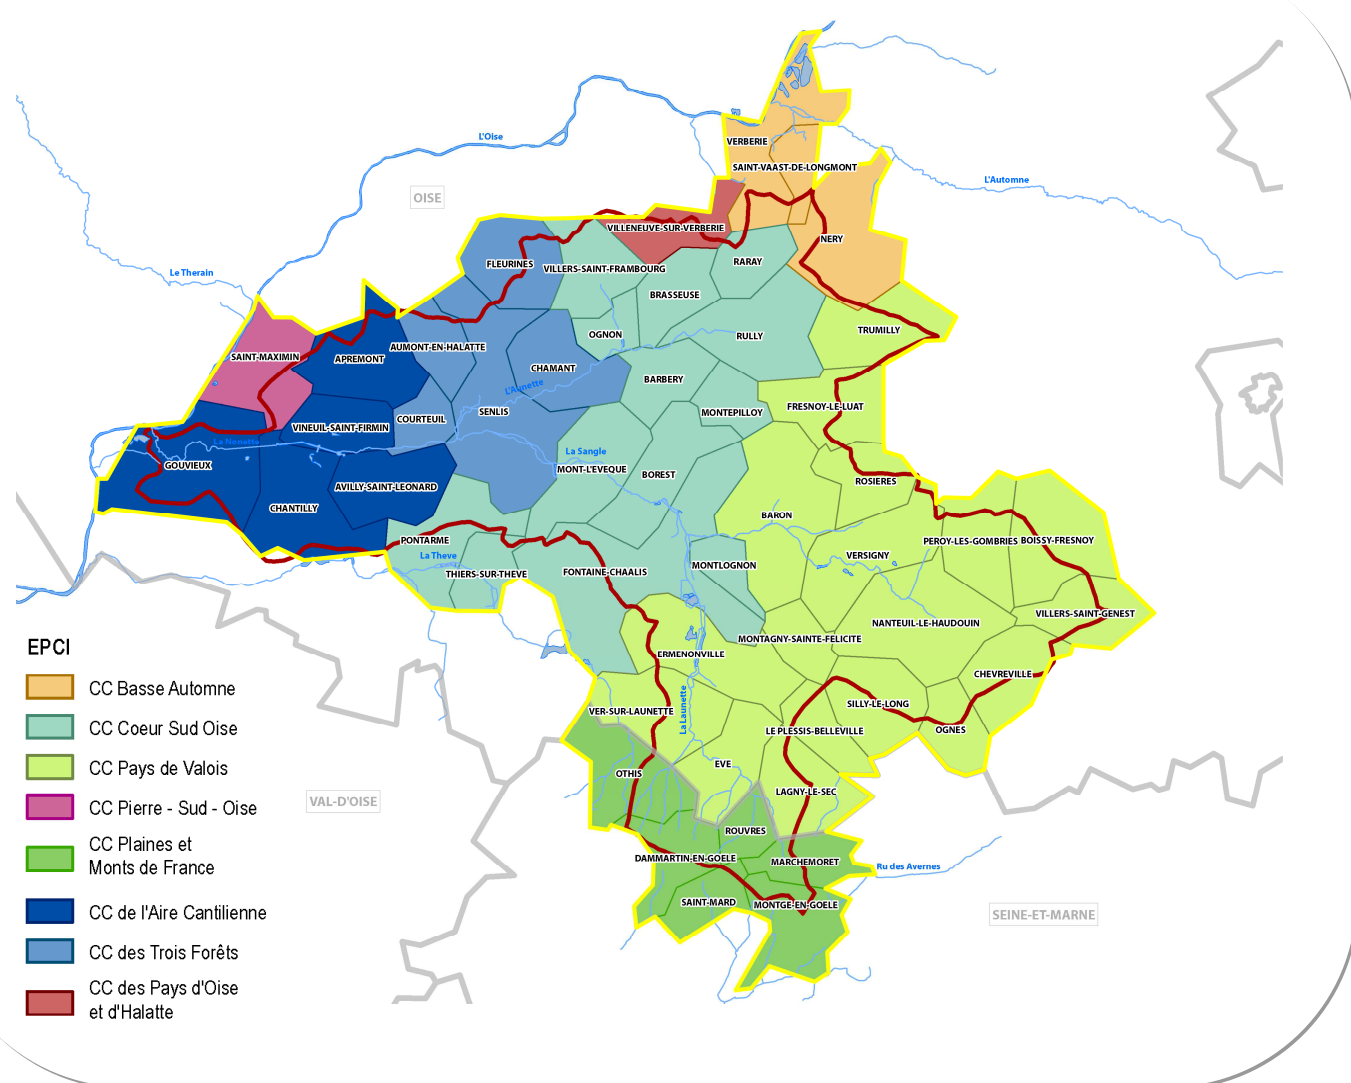 VERBERIE
L'Oise
SAINT-VAAST-DE-LONGMONT
L'Automne
OISE
VILLENEUVE-SUR-VERBERIE
NERY
FLEURINES
VILLERS-SAINT-FRAMBOURG
RARAY
Le Therain
BRASSEUSE
TRUMILLY
OGNON
RULLY
AUMONT-EN-HALATTE
SAINT-MAXIMIN
APREMONT
CHAMANT
BARBERY
L'Aunette
FRESNOY-LE-LUAT
SENLIS
MONTEPILLOY
COURTEUIL
VINEUIL-SAINT-FIRMIN
La Nonette
La Sangle
GOUVIEUX
MONT-L'EVEQUE
BOREST
ROSIERES
AVILLY-SAINT-LEONARD
CHANTILLY
BARON
PONTARME
PEROY-LES-GOMBRIES
BOISSY-FRESNOY
La Theve
VERSIGNY
MONTLOGNON
THIERS-SUR-THEVE
FONTAINE-CHAALIS
VILLERS-SAINT-GENEST
NANTEUIL-LE-HAUDOUIN
MONTAGNY-SAINTE-FELICITE
ERMENONVILLE
CHEVREVILLE
La Launette
SILLY-LE-LONG
VER-SUR-LAUNETTE
LE PLESSIS-BELLEVILLE
OGNES
EVE
OTHIS
LAGNY-LE-SEC
VAL-D'OISE
ROUVRES
DAMMARTIN-EN-GOELE
MARCHEMORET
Ru des Avernes
SAINT-MARD
MONTGE-EN-GOELE
SEINE-ET-MARNE
EPCI
CC Basse Automne
CC Coeur Sud Oise
CC Pays de Valois
CC Pierre - Sud - Oise
CC Plaines et
Monts de France
CC de l'Aire Cantilienne
CC des Trois Forêts
CC des Pays d'Oise
et d'Halatte